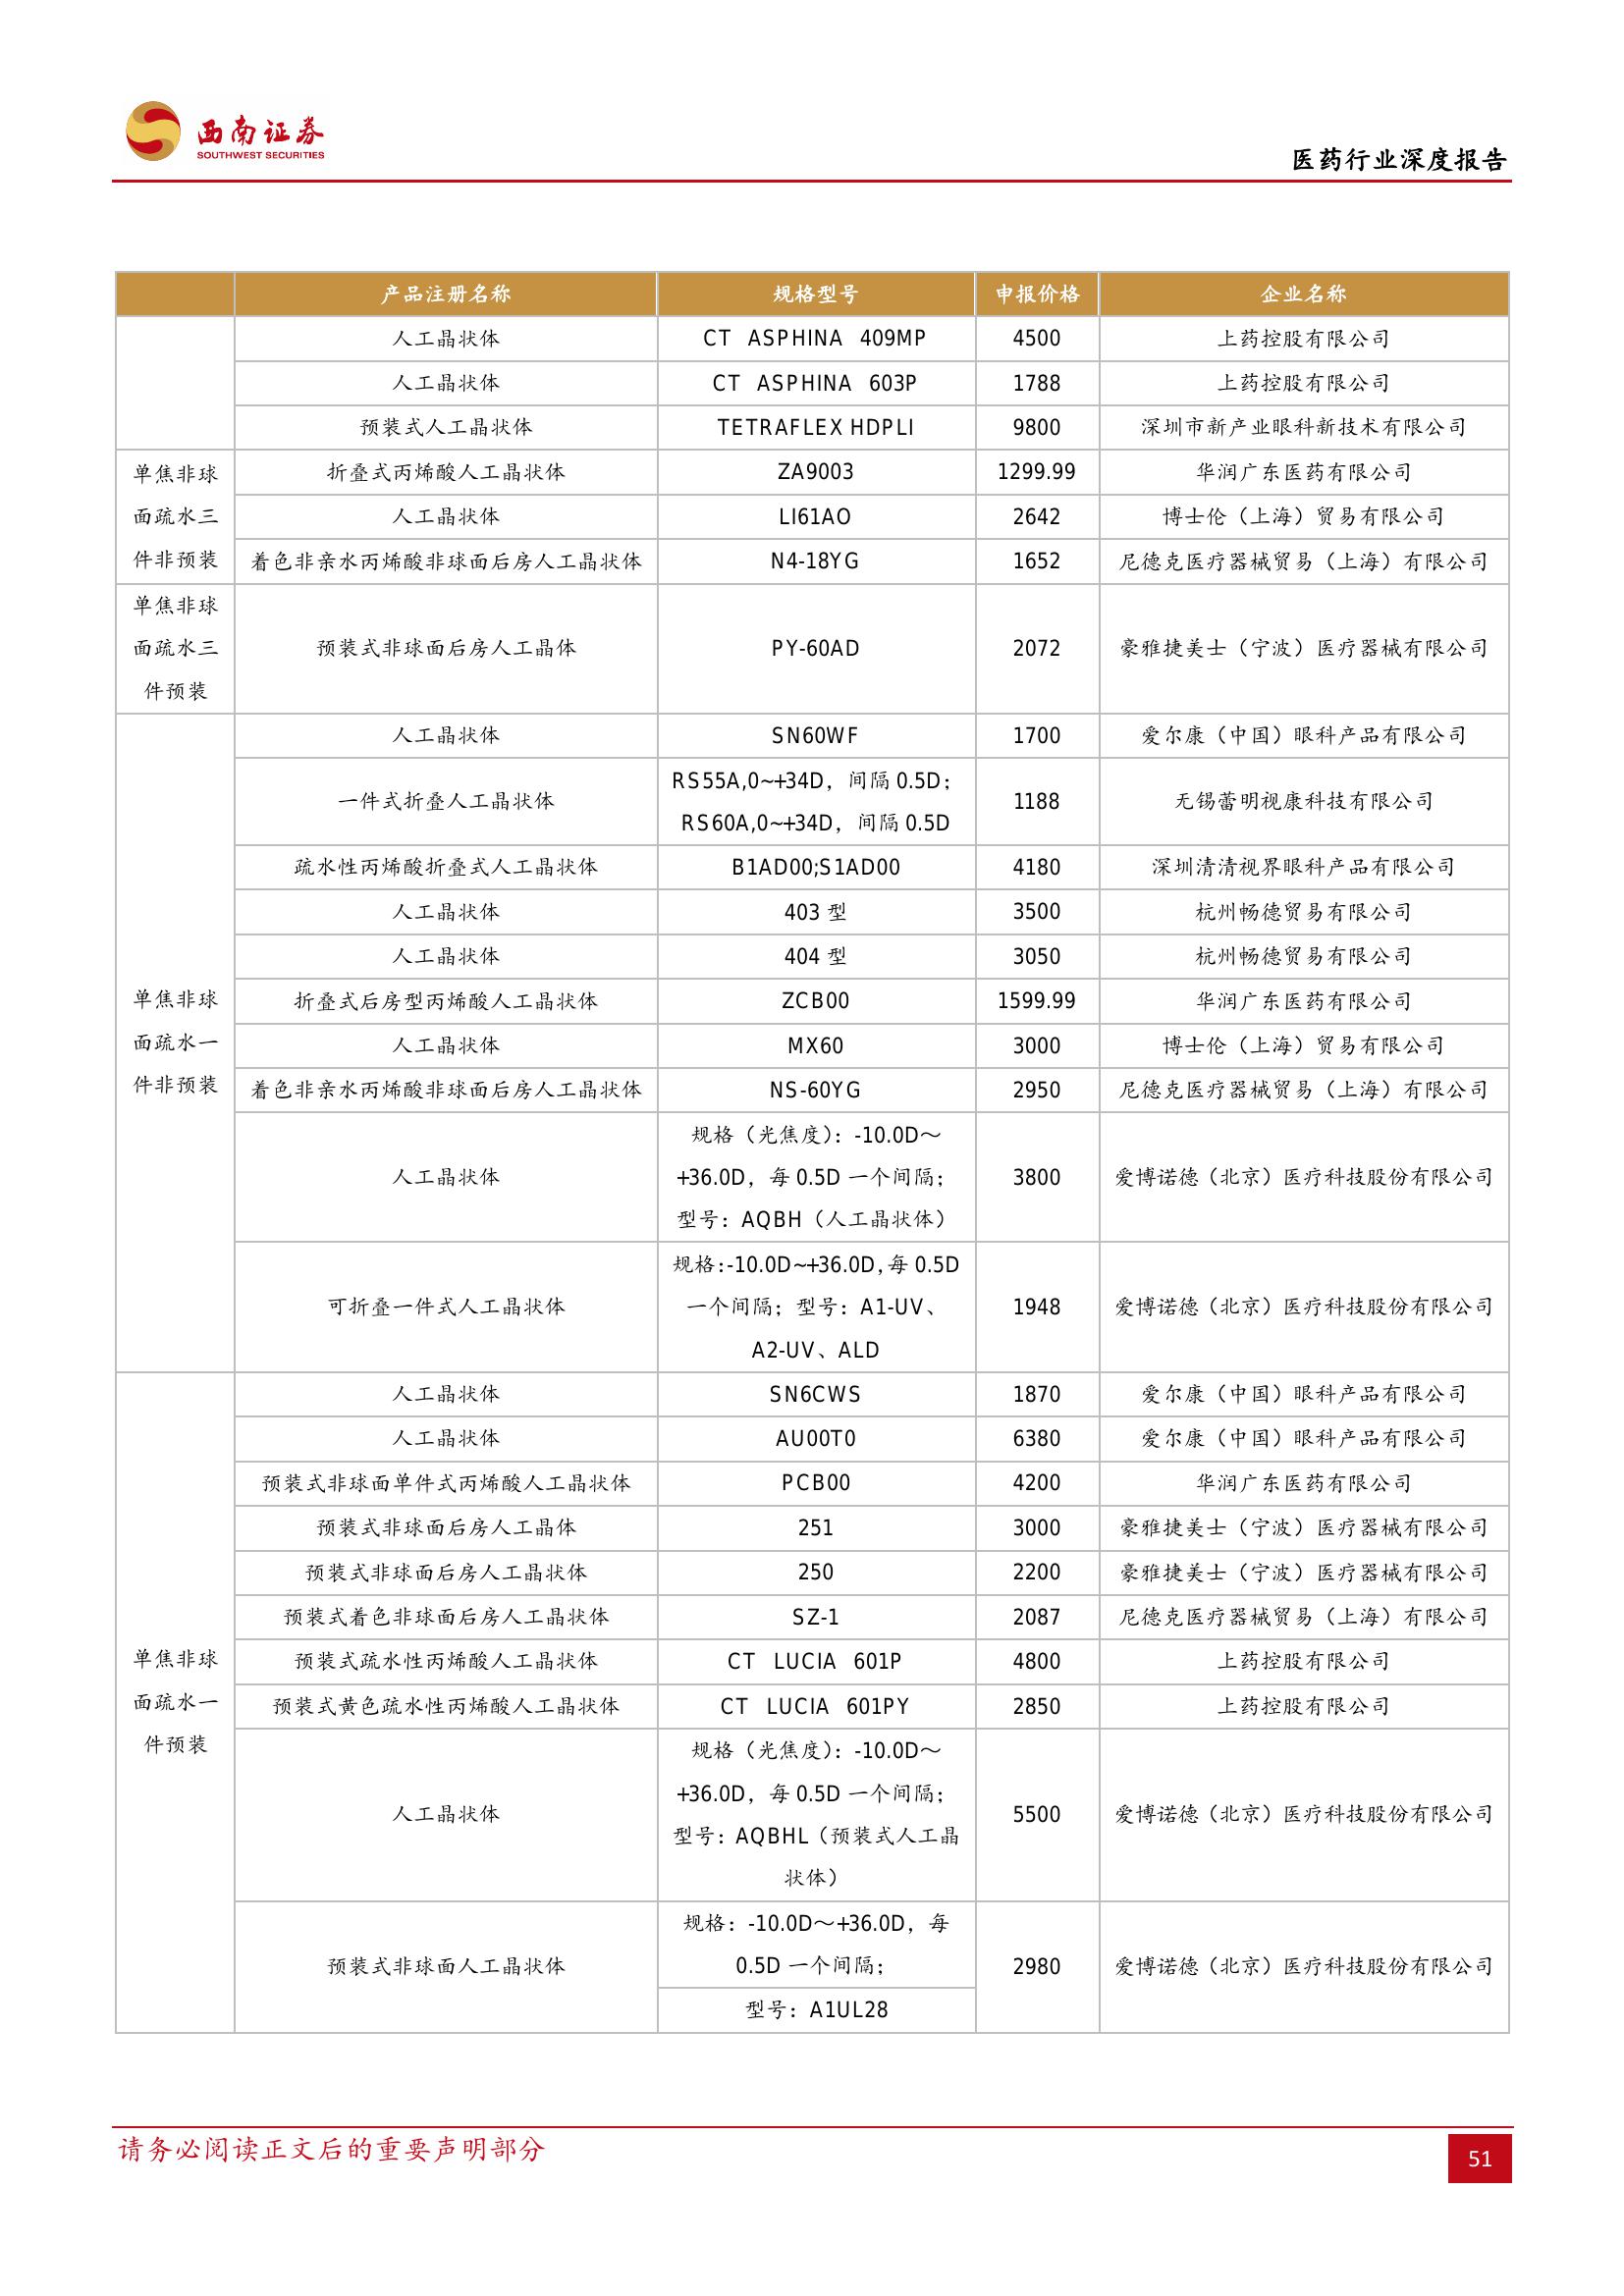 西南证券
SOUTHWEST SECURITIES
医药行业深度报告
产品注册名称 规格型号 申报价格 企业名称
人工晶状体 CT ASPHINA 409MP 4500 上药控股有限公司
人工晶状体 CT ASPHINA 603P 1788 上药控股有限公司
预装式人工晶状体 TETRAFLEX HDPLI 9800 深圳市新产业眼科新技术有限公司
单焦非球
面疏水三
件非预装
折叠式丙烯酸人工晶状体 ZA9003 1299.99 华润广东医药有限公司
人工晶状体 LI61AO 2642 博士伦（上海）贸易有限公司
着色非亲水丙烯酸非球面后房人工晶状体 N4-18YG 1652 尼德克医疗器械贸易（上海）有限公司
单焦非球
面疏水三
件预装
预装式非球面后房人工晶体 PY-60AD 2072 豪雅捷美士（宁波）医疗器械有限公司
单焦非球
面疏水一
件非预装
人工晶状体 SN60WF 1700 爱尔康（中国）眼科产品有限公司
一件式折叠人工晶状体
RS55A,0~+34D，间隔 0.5D；
RS60A,0~+34D，间隔 0.5D
1188 无锡蕾明视康科技有限公司
疏水性丙烯酸折叠式人工晶状体 B1AD00;S1AD00 4180 深圳清清视界眼科产品有限公司
人工晶状体 403 型 3500 杭州畅德贸易有限公司
人工晶状体 404 型 3050 杭州畅德贸易有限公司
折叠式后房型丙烯酸人工晶状体 ZCB00 1599.99 华润广东医药有限公司
人工晶状体 MX60 3000 博士伦（上海）贸易有限公司
着色非亲水丙烯酸非球面后房人工晶状体 NS-60YG 2950 尼德克医疗器械贸易（上海）有限公司
人工晶状体
规格（光焦度）：-10.0D～
+36.0D，每 0.5D 一个间隔；
型号：AQBH（人工晶状体）
3800 爱博诺德（北京）医疗科技股份有限公司
可折叠一件式人工晶状体
规格:-10.0D~+36.0D,每 0.5D
一个间隔；型号：A1-UV、
A2-UV、ALD
1948 爱博诺德（北京）医疗科技股份有限公司
单焦非球
面疏水一
件预装
人工晶状体 SN6CWS 1870 爱尔康（中国）眼科产品有限公司
人工晶状体 AU00T0 6380 爱尔康（中国）眼科产品有限公司
预装式非球面单件式丙烯酸人工晶状体 PCB00 4200 华润广东医药有限公司
预装式非球面后房人工晶体 251 3000 豪雅捷美士（宁波）医疗器械有限公司
预装式非球面后房人工晶状体 250 2200 豪雅捷美士（宁波）医疗器械有限公司
预装式着色非球面后房人工晶状体 SZ-1 2087 尼德克医疗器械贸易（上海）有限公司
预装式疏水性丙烯酸人工晶状体 CT LUCIA 601P 4800 上药控股有限公司
预装式黄色疏水性丙烯酸人工晶状体 CT LUCIA 601PY 2850 上药控股有限公司
人工晶状体
规格（光焦度）：-10.0D～
+36.0D，每 0.5D 一个间隔；
型号：AQBHL（预装式人工晶
状体）
5500 爱博诺德（北京）医疗科技股份有限公司
预装式非球面人工晶状体
规格：-10.0D～+36.0D，每
0.5D 一个间隔；
型号：A1UL28
2980 爱博诺德（北京）医疗科技股份有限公司
请务必阅读正文后的重要声明部分
51